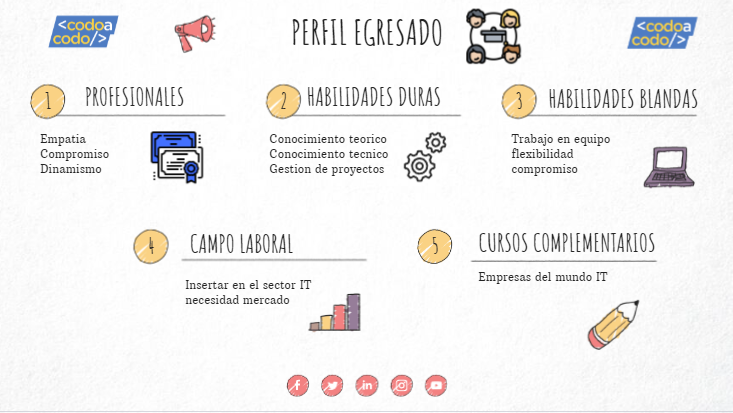 <codoa
codo/>
PERFIL EGRESADO
<codoa
codo/>
1 PROFESIONALES
Empatia
Compromiso
Dinamismo
2 HABILIDADES DURAS
Conocimiento teorico
Conocimiento tecnico
Gestion de proyectos
3 HABILIDADES BLANDAS
Trabajo en equipo
flexibilidad
compromiso
4 CAMPO LABORAL
Insertar en el sector IT
necesidad mercado
5 CURSOS COMPLEMENTARIOS
Empresas del mundo IT